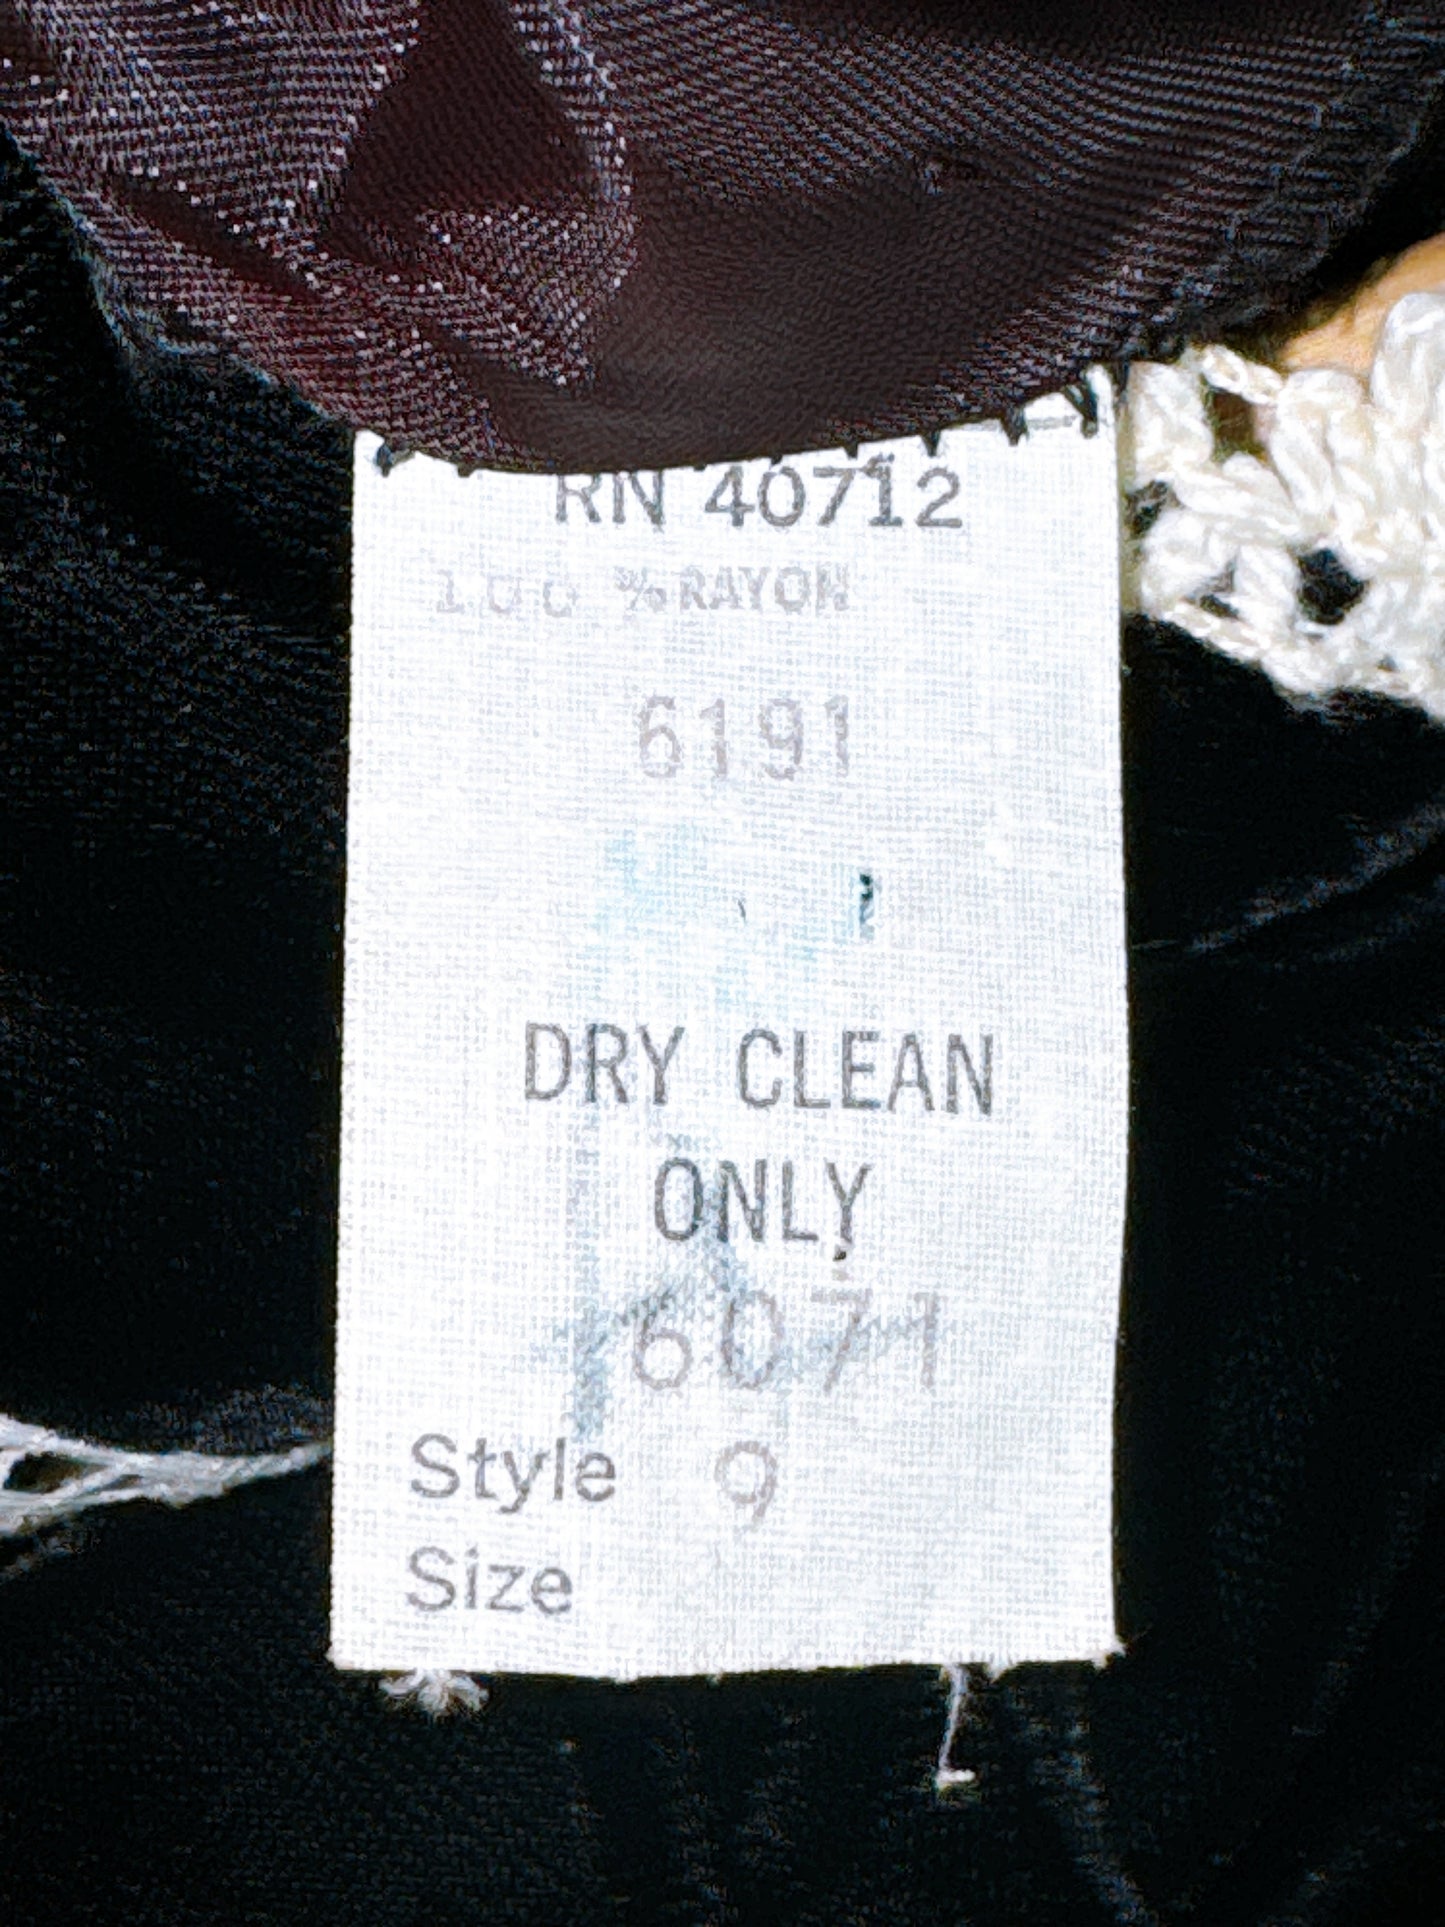 RN 40712
100 % RAYON
6191
DRY CLEAN
ONLY
6071
Style 9
Size